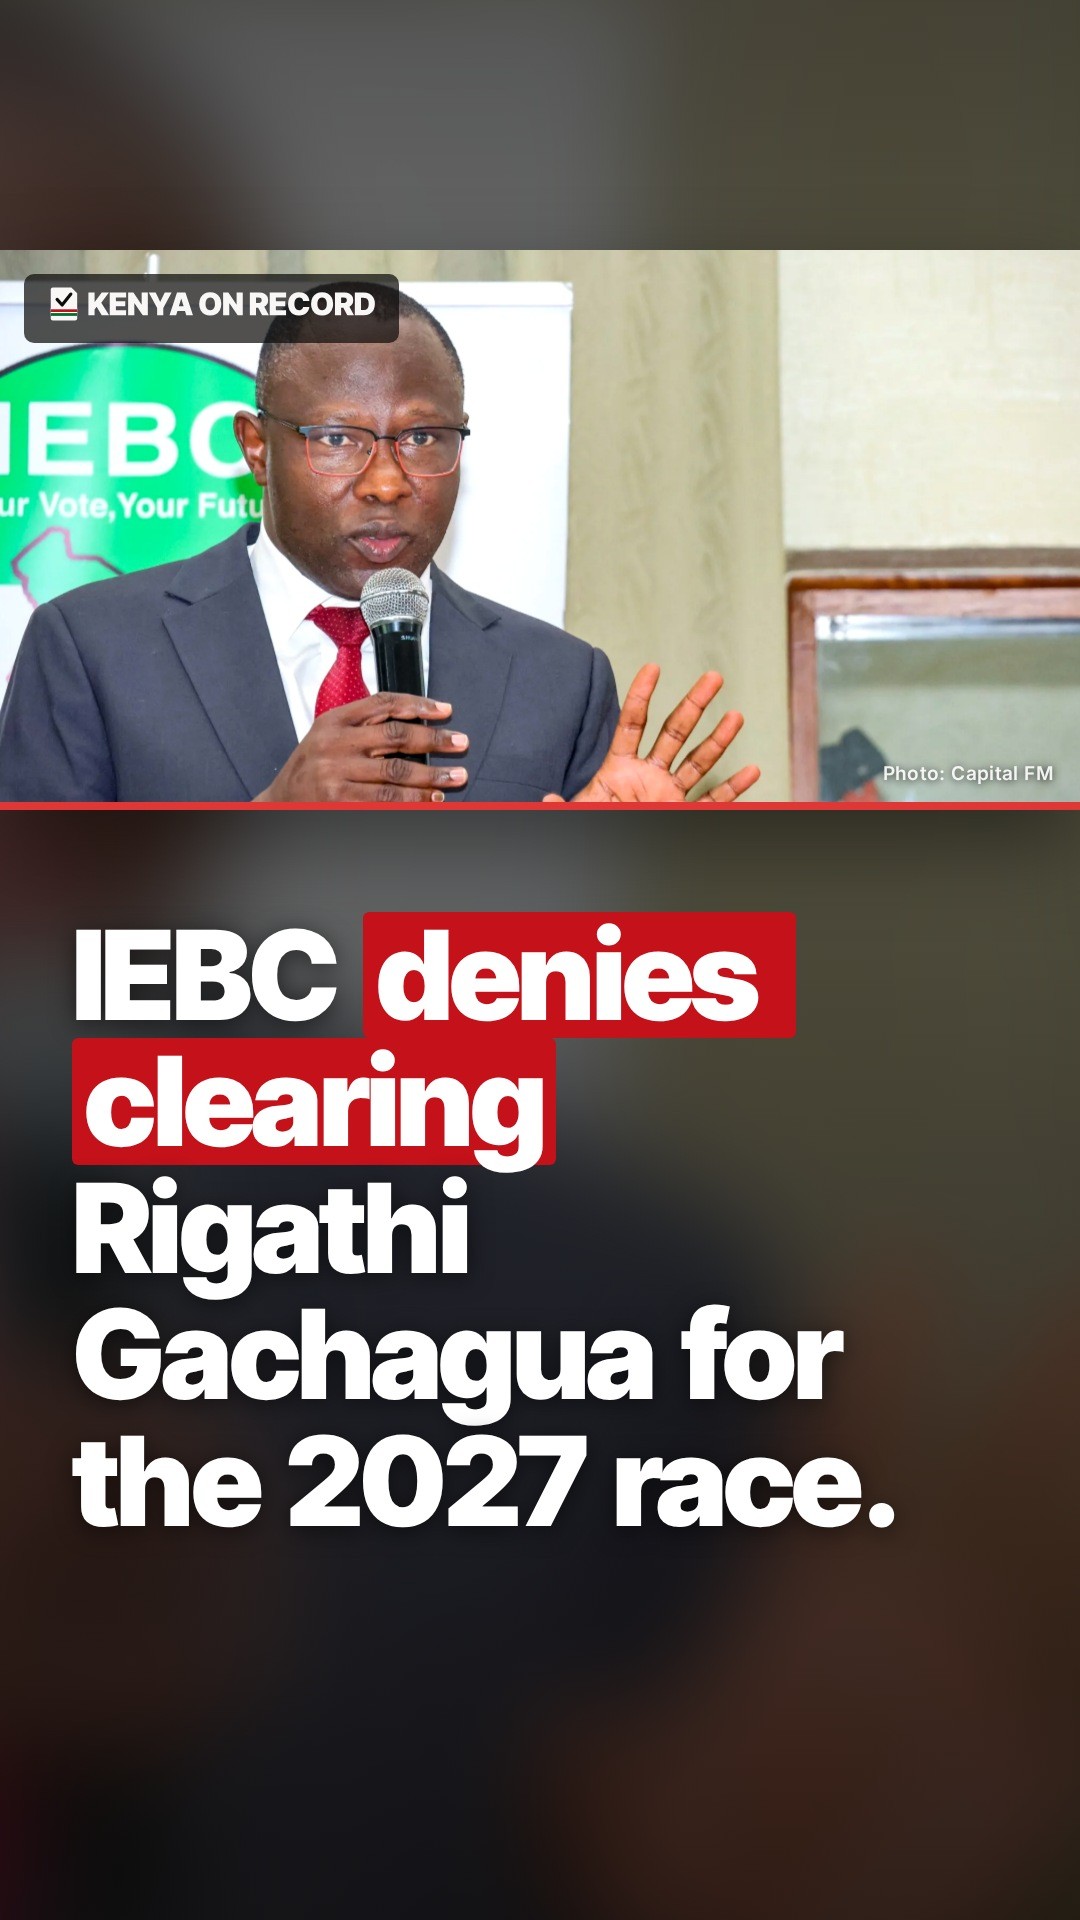 KENYA ON RECORD
IEBC
ur Vote, Your Futu
Photo: Capital FM
IEBC denies
clearing
Rigathi
Gachagua for
the 2027 race.